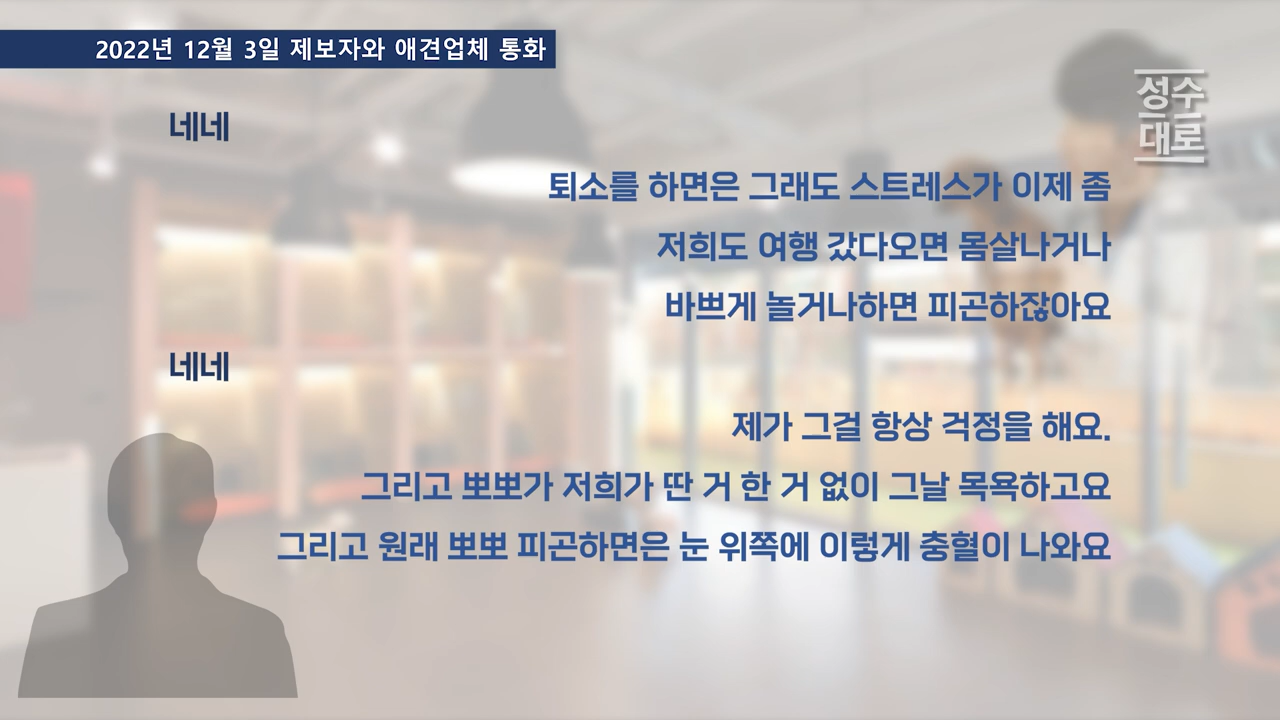 2022년 12월 3일 제보자와 애견업체 통화
성수
대로
네네
퇴소를 하면은 그래도 스트레스가 이제 좀
저희도 여행 갔다오면 몸살나거나
바쁘게 놀거나하면 피곤하잖아요
네네
제가 그걸 항상 걱정을 해요.
그리고 뽀뽀가 저희가 딴 거 한 거 없이 그날 목욕하고요
그리고 원래 뽀뽀 피곤하면은 눈 위쪽에 이렇게 충혈이 나와요